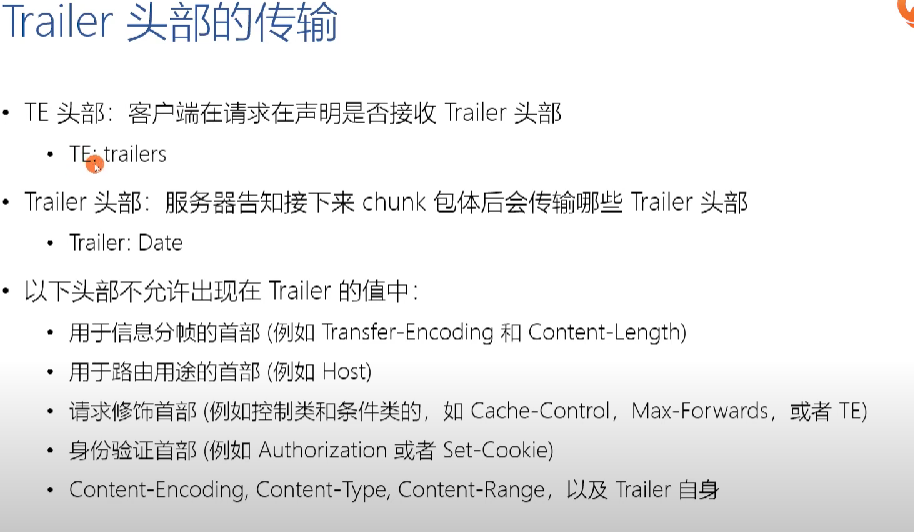 Trailer 头部的传输
• TE 头部：客户端在请求在声明是否接收 Trailer 头部
• TE: trailers
• Trailer 头部：服务器告知接下来 chunk 包体后会传输哪些 Trailer 头部
• Trailer: Date
• 以下头部不允许出现在 Trailer 的值中：
• 用于信息分帧的首部 (例如 Transfer-Encoding 和 Content-Length)
• 用于路由用途的首部 (例如 Host)
• 请求修饰首部 (例如控制类和条件类的，如 Cache-Control，Max-Forwards，或者 TE)
• 身份验证首部 (例如 Authorization 或者 Set-Cookie)
• Content-Encoding, Content-Type, Content-Range，以及 Trailer 自身